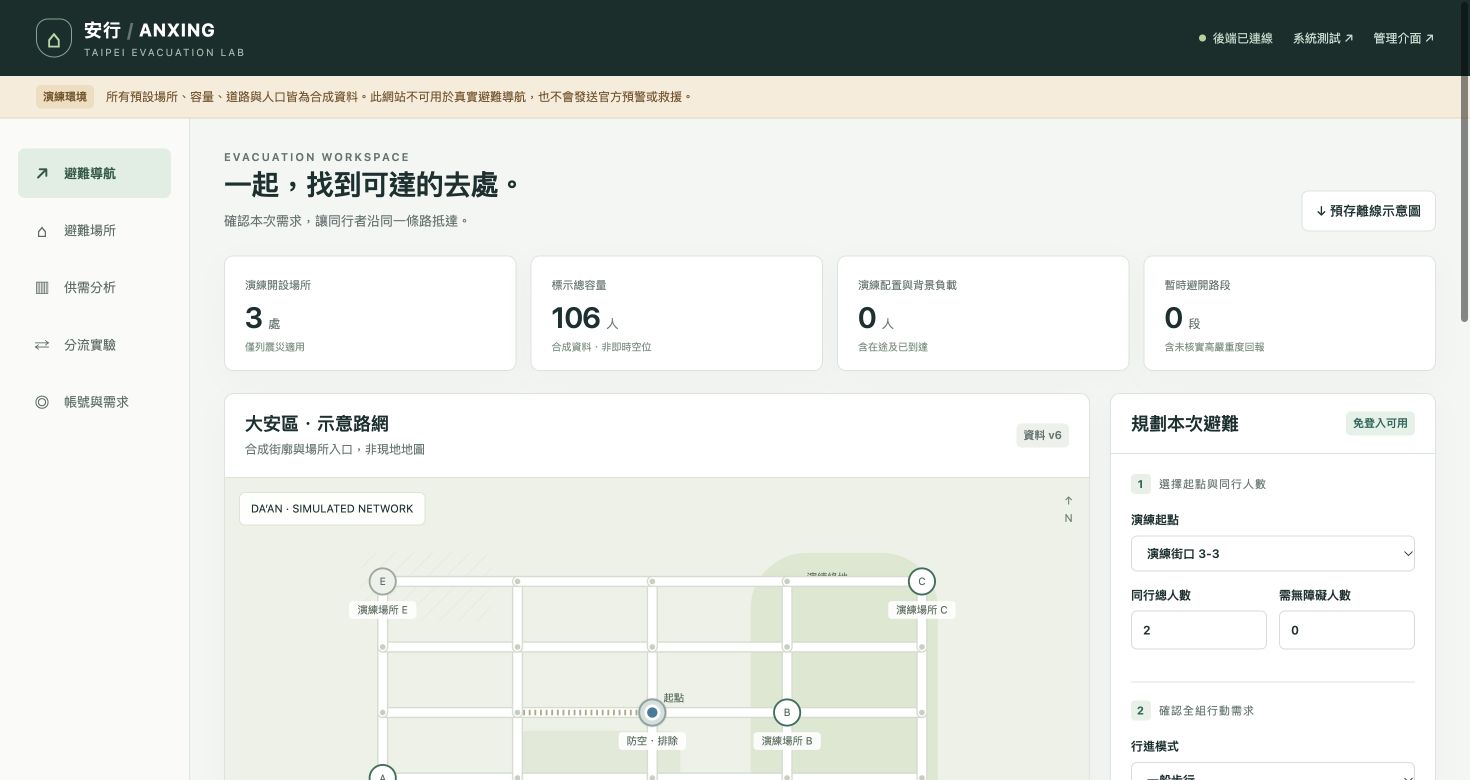 安行 / ANXING
TAIPEI EVACUATION LAB
後端已連線
系統測試 ↗
管理介面 ↗
演練環境
所有預設場所、容量、道路與人口皆為合成資料。此網站不可用於真實避難導航，也不會發送官方預警或救援。
避難導航
避難場所
供需分析
分流實驗
帳號與需求
EVACUATION WORKSPACE
一起，找到可達的去處。
確認本次需求，讓同行者沿同一條路抵達。
↓ 預存離線示意圖
演練開設場所
3 處
僅列震災適用
標示總容量
106 人
合成資料 · 非即時空位
演練配置與背景負載
0 人
含在途及已到達
暫時避開路段
0 段
含未核實高嚴重度回報
大安區 · 示意路網
合成街廓與場所入口，非現地地圖
資料 v6
DA'AN · SIMULATED NETWORK
↑
N
演練綠地
E
演練場所 E
C
演練場所 C
起點
防空 · 排除
B
演練場所 B
A
規劃本次避難
免登入可用
1 選擇起點與同行人數
演練起點
演練街口 3-3
同行總人數
需無障礙人數
2
0
2 確認全組行動需求
行進模式
一般步行